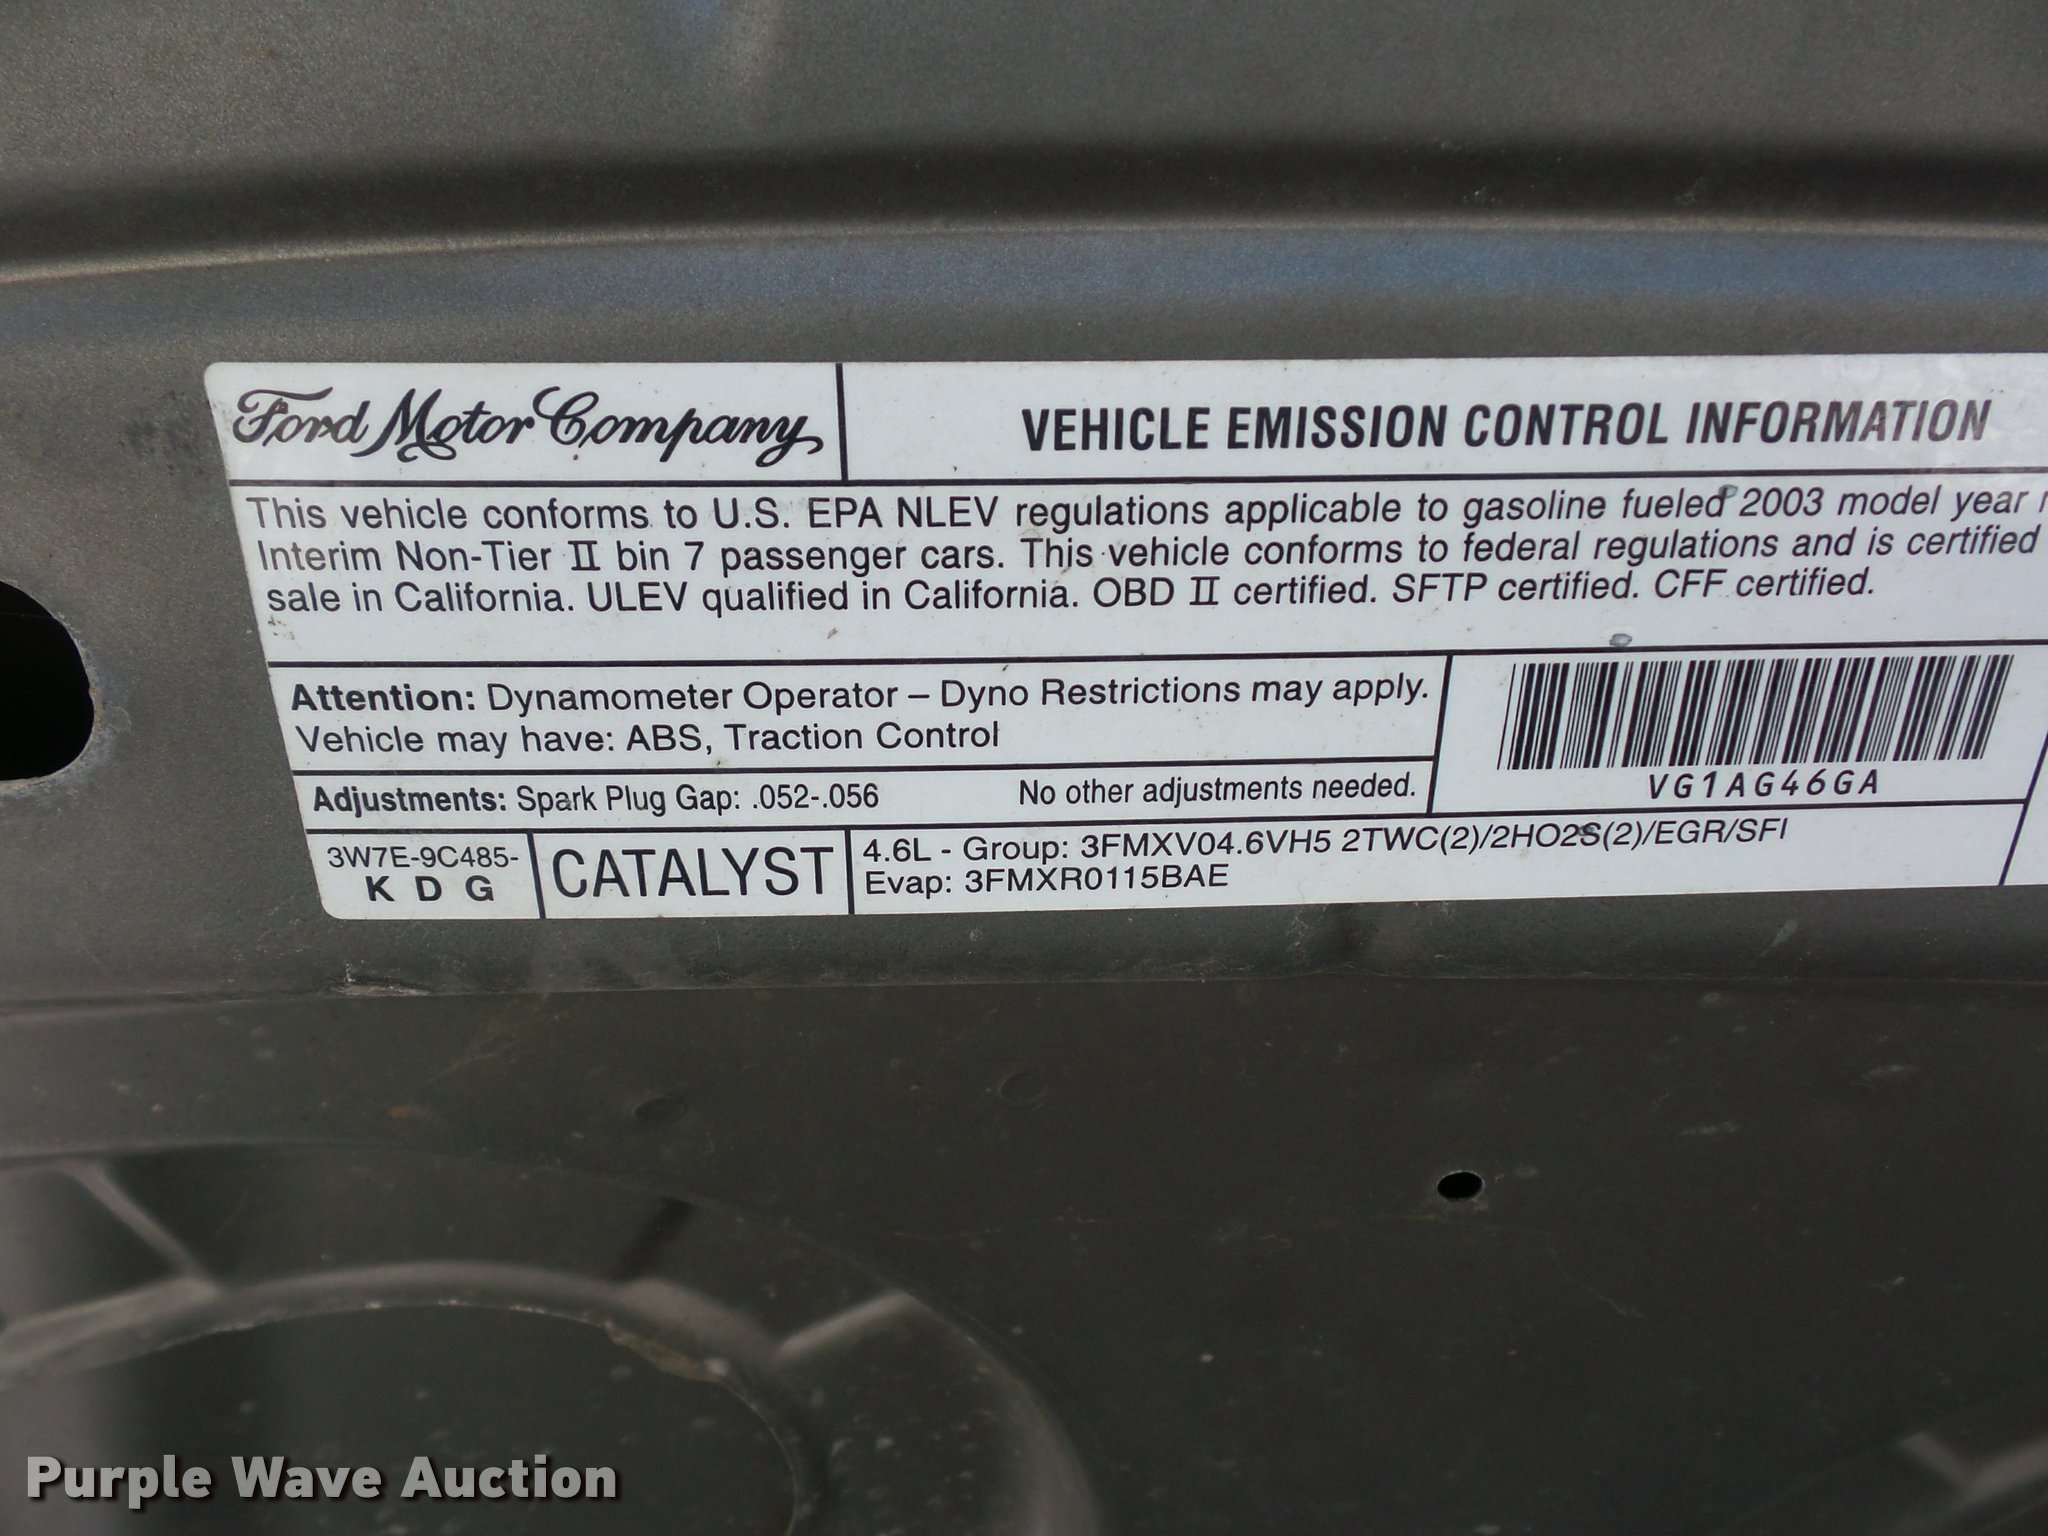 Ford Motor Company
VEHICLE EMISSION CONTROL INFORMATION
This vehicle conforms to U.S. EPA NLEV regulations applicable to gasoline fueled 2003 model year
Interim Non-Tier II bin 7 passenger cars. This vehicle conforms to federal regulations and is certified
sale in California. ULEV qualified in California. OBD II certified. SFTP certified. CFF certified.
Attention: Dynamometer Operator – Dyno Restrictions may apply.
Vehicle may have: ABS, Traction Control
VG1AG46GA
Adjustments: Spark Plug Gap: .052-.056 No other adjustments needed.
3W7E-9C485-
K D G
CATALYST
4.6L - Group: 3FMXV04.6VH5 2TWC(2)/2HO2S(2)/EGR/SFI
Evap: 3FMXR0115BAE
Purple Wave Auction